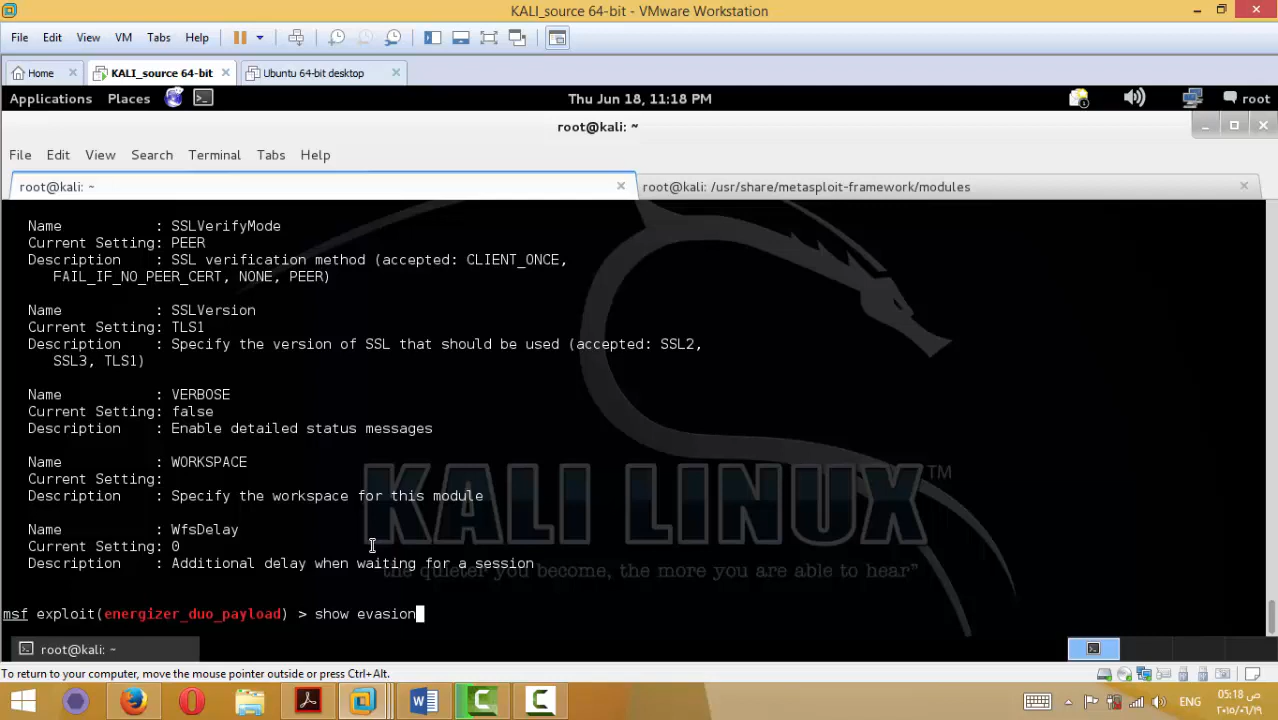 KALI_source 64-bit - VMware Workstation
File Edit View VM Tabs Help
Home KALI_source 64-bit Ubuntu 64-bit desktop
Applications Places Thu Jun 18, 11:18 PM root
root@kali: ~
File Edit View Search Terminal Tabs Help
root@kali: ~ root@kali: /usr/share/metasploit-framework/modules
Name : SSLVerifyMode
Current Setting: PEER
Description : SSL verification method (accepted: CLIENT_ONCE,
FAIL_IF_NO_PEER_CERT, NONE, PEER)
Name : SSLVersion
Current Setting: TLS1
Description : Specify the version of SSL that should be used (accepted: SSL2,
SSL3, TLS1)
Name : VERBOSE
Current Setting: false
Description : Enable detailed status messages
Name : WORKSPACE
Current Setting:
Description : Specify the workspace for this module
Name : WfsDelay
Current Setting: 0
Description : Additional delay when waiting for a session
KALI LINUX™
the quieter you become, the more you are able to hear"
msf exploit(energizer_duo_payload) > show evasion
root@kali: ~
To return to your computer, move the mouse pointer outside or press Ctrl+Alt.
ENG 05:18 ص
٢٠١٥/٠٦/١٩